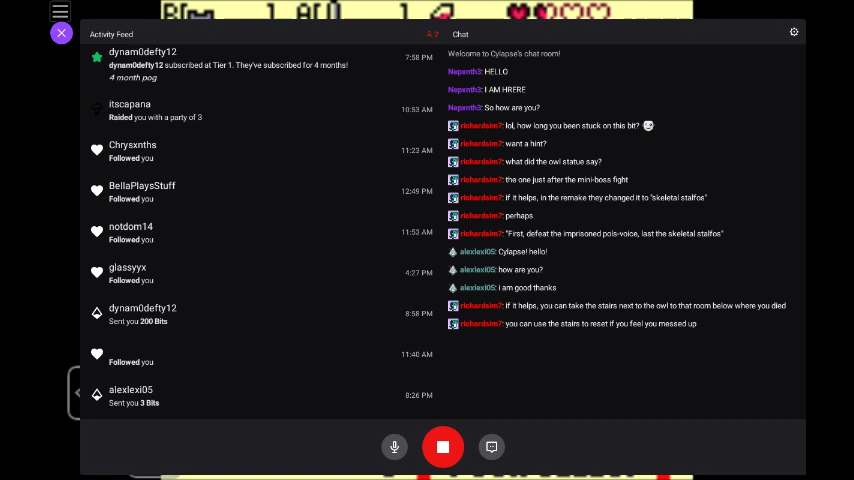 Activity Feed
2
Chat
dynam0defty12
dynam0defty12 subscribed at Tier 1. They've subscribed for 4 months!
4 month pog
7:58 PM
itscapana
Raided you with a party of 3
10:53 AM
Chrysxnths
Followed you
11:23 AM
BellaPlaysStuff
Followed you
12:49 PM
notdom14
Followed you
11:53 AM
glassyyx
Followed you
4:27 PM
dynam0defty12
Sent you 200 Bits
8:58 PM
Followed you
11:40 AM
alexlexi05
Sent you 3 Bits
8:26 PM
Welcome to Cylapse's chat room!
Nepxnth3: HELLO
Nepxnth3: I AM HRERE
Nepxnth3: So how are you?
richardsim7: lol, how long you been stuck on this bit?
richardsim7: want a hint?
richardsim7: what did the owl statue say?
richardsim7: the one just after the mini-boss fight
richardsim7: if it helps, in the remake they changed it to "skeletal stalfos"
richardsim7: perhaps
richardsim7: "First, defeat the imprisoned pols-voice, last the skeletal stalfos"
alexlexi05: Cylapse! hello!
alexlexi05: how are you?
alexlexi05: i am good thanks
richardsim7: if it helps, you can take the stairs next to the owl to that room below where you died
richardsim7: you can use the stairs to reset if you feel you messed up